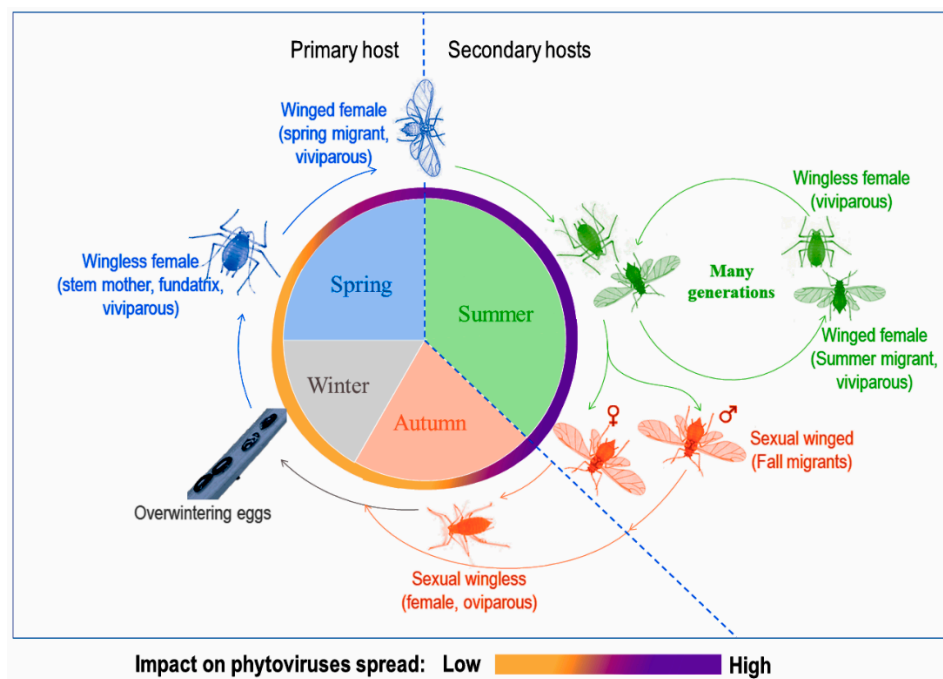 Primary host
Secondary hosts
Winged female
(spring migrant,
viviparous)
Wingless female
(viviparous)
Wingless female
(stem mother, fundatrix,
viviparous)
Many
generations
Spring
Summer
Winged female
(Summer migrant,
viviparous)
Winter
Autumn
♀
♂
Sexual winged
(Fall migrants)
Overwintering eggs
Sexual wingless
(female, oviparous)
Impact on phytoviruses spread: Low High